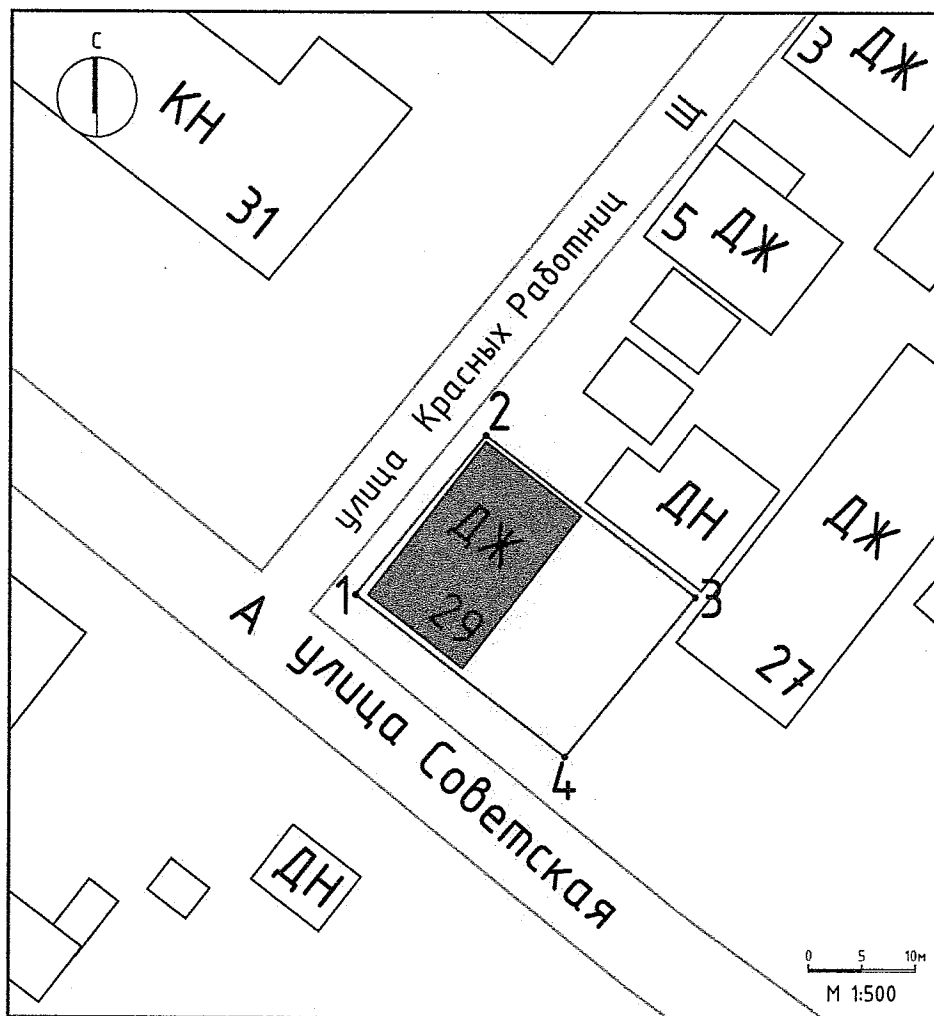 С
КН
31
3 ДЖ
Щ
5 ДЖ
улица Красных Работниц
2
ДЖ
29
ДН
ДЖ
1
3
А
27
улица Советская
4
ДН
0 5 10м
М 1:500